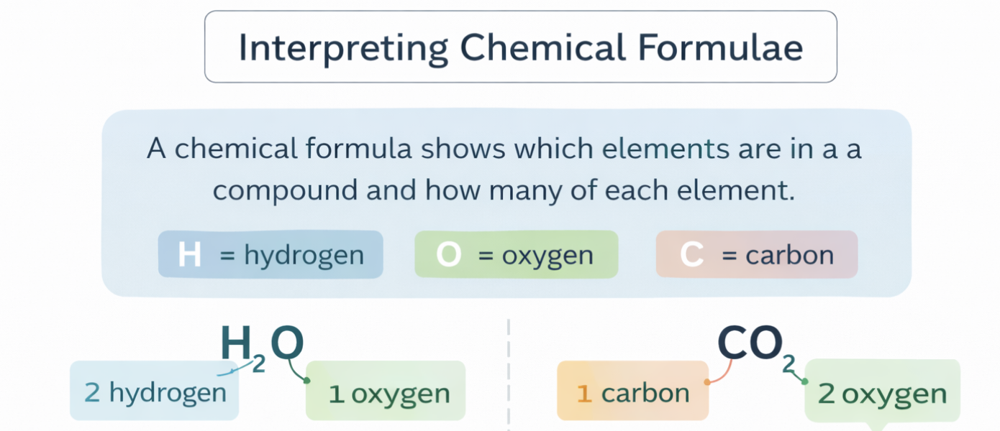 Interpreting Chemical Formulae
A chemical formula shows which elements are in a a
compound and how many of each element.
H = hydrogen O = oxygen C = carbon
H₂O CO₂
2 hydrogen 1 oxygen 1 carbon 2 oxygen